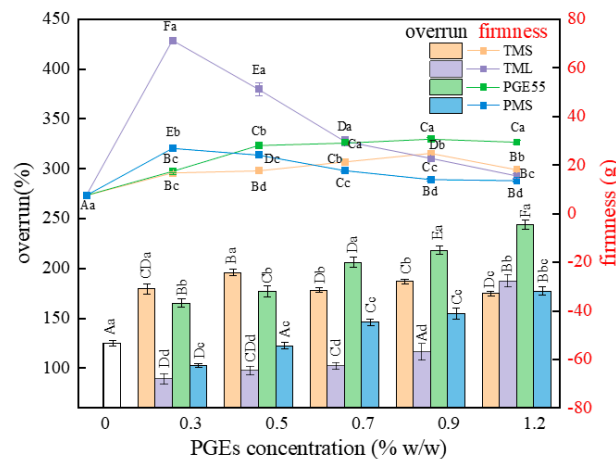 overrun firmness
TMS
TML
PGE55
PMS
450
400
350
300
250
200
150
100
80
60
40
20
0
-20
-40
-60
-80
overrun(%)
firmness (g)
Fa
Ea
Da
Ca
Eb
Cb
Ca
Db
Ca
Bc
Dc
Cb
Cc
Bb
Bc
Aa
Bc
Bd
Cc
Bd
Bd
Aa
CDa
Dd
Bb
Dc
Ba
CDd
Cb
Ac
Db
Cd
Da
Cc
Cb
Ad
Ea
Cc
Dc
Bb
Fa
Bbc
0
0.3
0.5
0.7
0.9
1.2
PGEs concentration (% w/w)